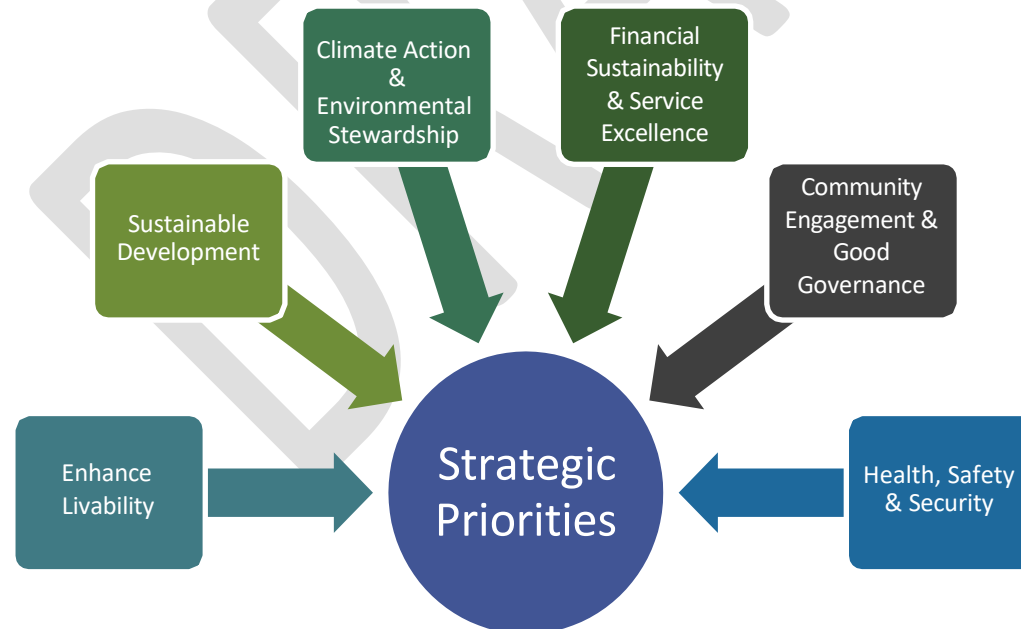 Climate Action
&
Environmental
Stewardship
Financial
Sustainability
& Service
Excellence
Sustainable
Development
Community
Engagement &
Good
Governance
Enhance
Livability
Strategic
Priorities
Health, Safety
& Security